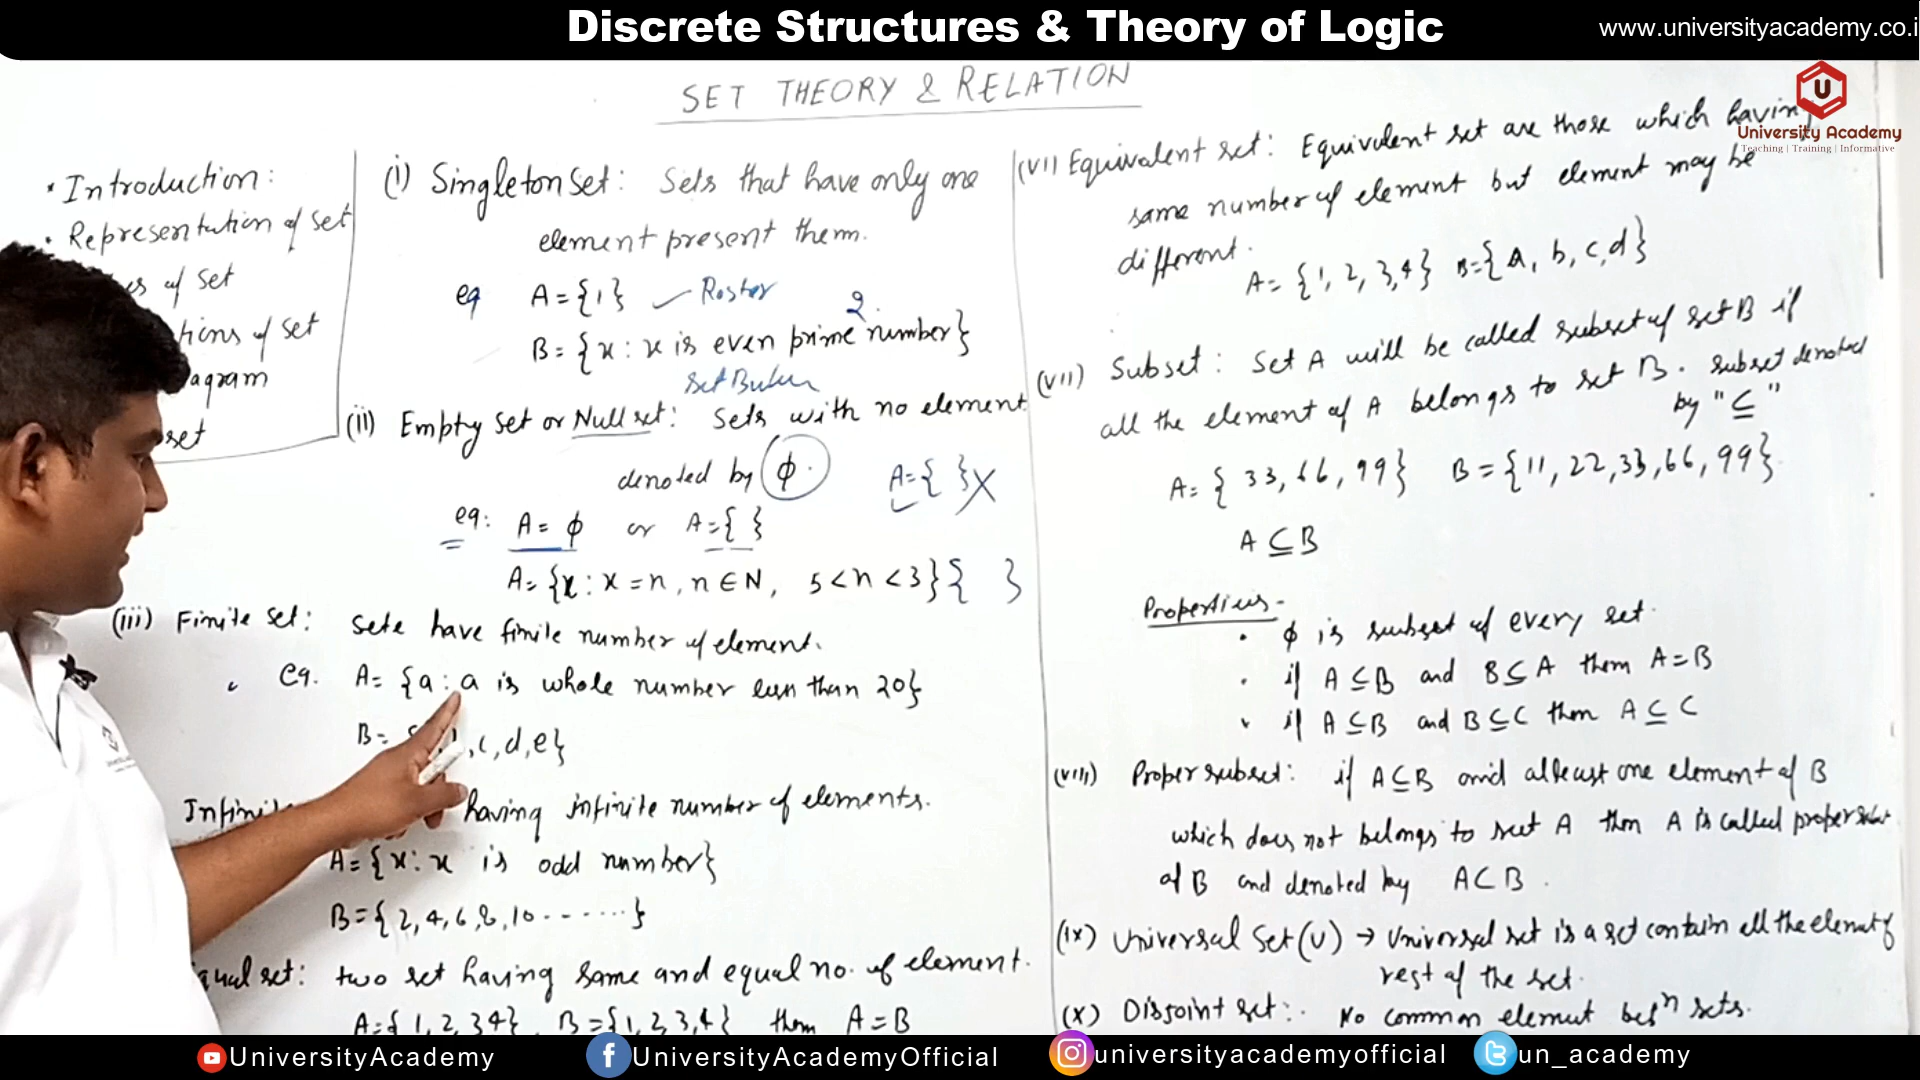 Discrete Structures & Theory of Logic
www.universityacademy.co.i
University Academy
Teaching | Training | Informative
SET THEORY & RELATION
• Introduction:
• Representation of set
of set
tions of set
agram
set
(i) Singleton Set: Sets that have only one
element present them.
eg A = {1} Roster
2
B = {x : x is even prime number}
(ii) Empty Set or Null set: Sets with no element
denoted by ϕ. A = { } X
eg: A = ϕ or A = { }
A = {x : x = n, n ∈ N, 5 < n < 3} { }
(iii) Finite Set: Sets have finite number of element.
eg. A = {a : a is whole number less than 20}
B = , c, d, e}
having infinite number of elements.
A = {x : x is odd number}
B = {2, 4, 6, 8, 10 ------}
qual set: two set having same and equal no. of element.
A = {1, 2, 3 4}, B = {1, 2, 3, 4} then A = B
(VII Equivalent set: Equivalent set are those which having
same number of element but element may be
different.
A = {1, 2, 3, 4} B = {a, b, c, d}
(VII) Subset: Set A will be called subset of set B if
all the element of A belongs to set B. subset denoted
by "⊆"
A = {33, 66, 99} B = {11, 22, 33, 66, 99}
A ⊆ B
Properties -
• ϕ is subset of every set.
• if A ⊆ B and B ⊆ A then A = B
• if A ⊆ B and B ⊆ C then A ⊆ C
(VIII) Proper subset: if A ⊆ B and atleast one element of B
which does not belongs to set A then A is called proper
of B and denoted by A ⊂ B.
(ix) Universal Set (U) → Universal set is a set contain all the element of
rest of the set.
(x) Disjoint set:. No common element betn sets.
UniversityAcademy
UniversityAcademyOfficial
universityacademyofficial
un_academy